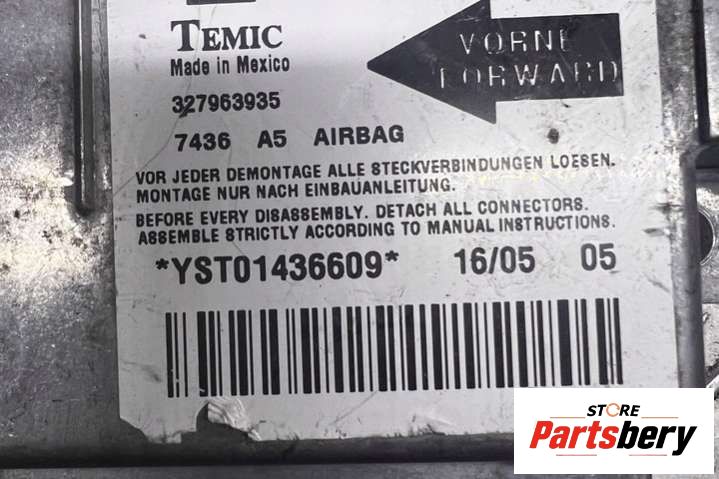 TEMIC
Made in Mexico
VORNE
FORWARD
327963935
7436 A5 AIRBAG
VOR JEDER DEMONTAGE ALLE STECKVERBINDUNGEN LOESEN.
MONTAGE NUR NACH EINBAUANLEITUNG.
BEFORE EVERY DISASSEMBLY. DETACH ALL CONNECTORS.
ASSEMBLE STRICTLY ACCORDING TO MANUAL INSTRUCTIONS.
*YST01436609* 16/05 05
STORE
Partsbery